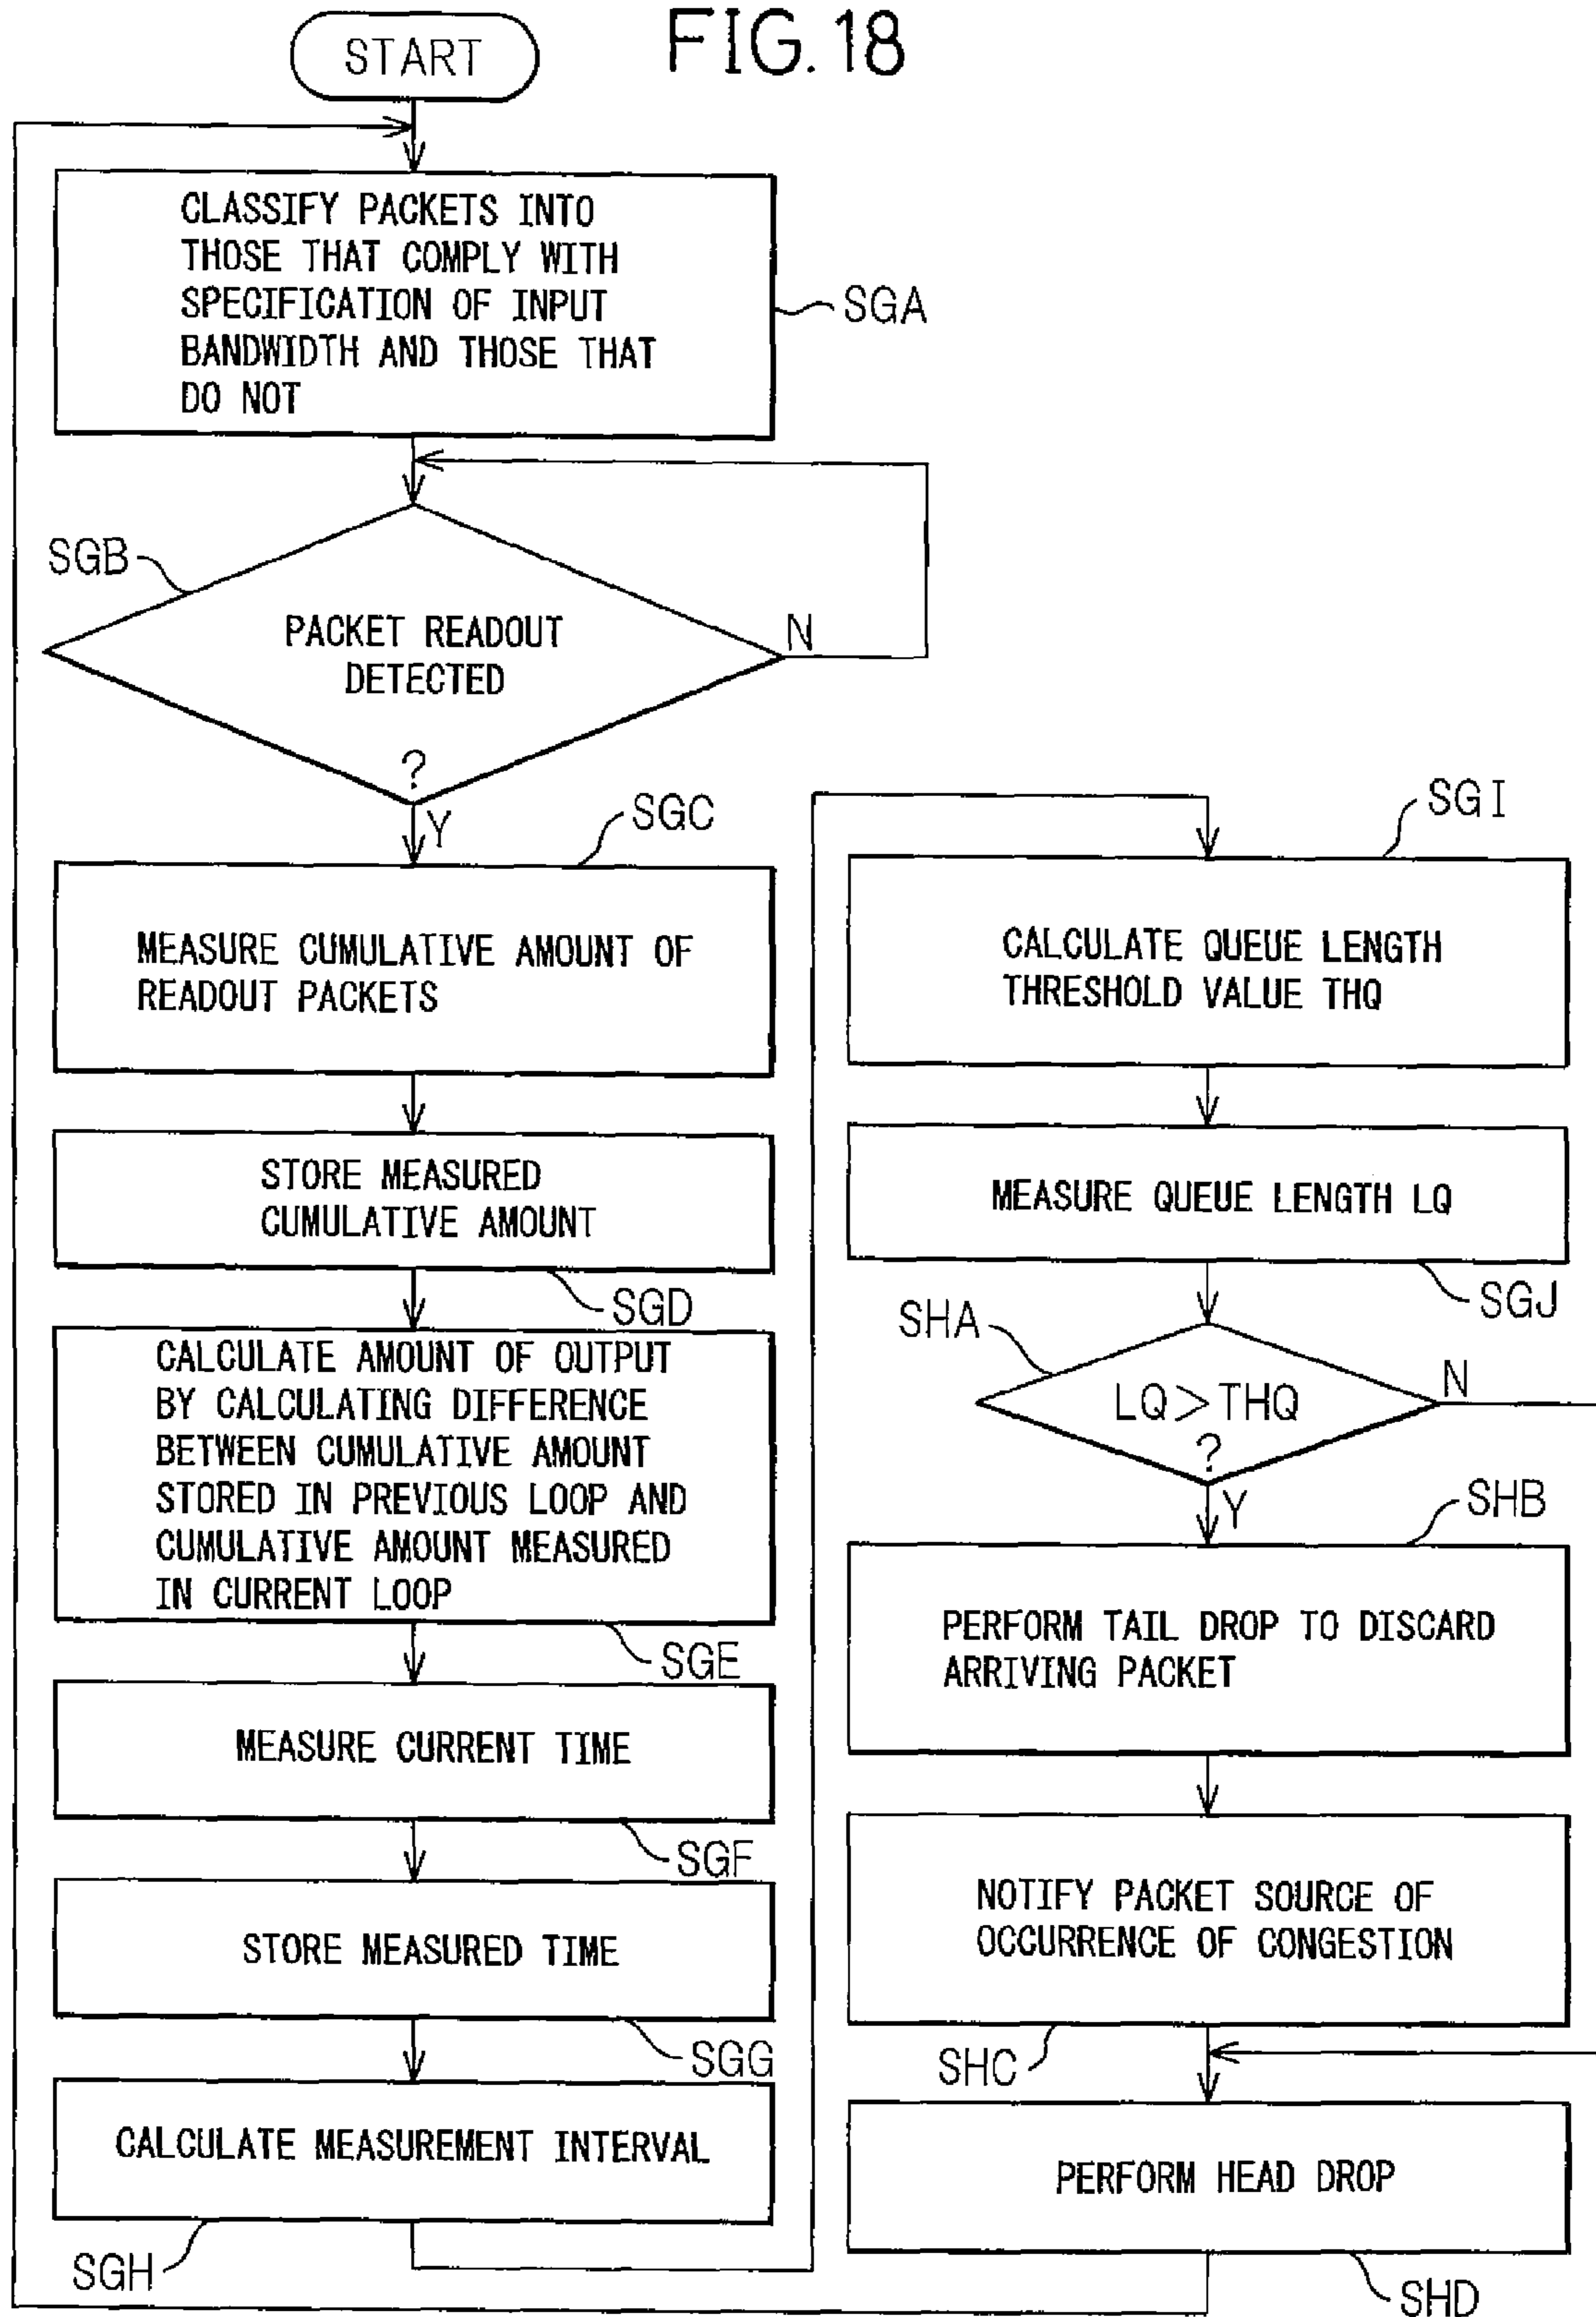 FIG.18
START
CLASSIFY PACKETS INTO
THOSE THAT COMPLY WITH
SPECIFICATION OF INPUT
BANDWIDTH AND THOSE THAT
DO NOT
SGA
SGB
PACKET READOUT
DETECTED
?
N
Y
SGC
MEASURE CUMULATIVE AMOUNT OF
READOUT PACKETS
STORE MEASURED
CUMULATIVE AMOUNT
SGD
CALCULATE AMOUNT OF OUTPUT
BY CALCULATING DIFFERENCE
BETWEEN CUMULATIVE AMOUNT
STORED IN PREVIOUS LOOP AND
CUMULATIVE AMOUNT MEASURED
IN CURRENT LOOP
SGE
MEASURE CURRENT TIME
SGF
STORE MEASURED TIME
SGG
CALCULATE MEASUREMENT INTERVAL
SGH
SGI
CALCULATE QUEUE LENGTH
THRESHOLD VALUE THQ
MEASURE QUEUE LENGTH LQ
SGJ
SHA
LQ>THQ
?
N
Y
SHB
PERFORM TAIL DROP TO DISCARD
ARRIVING PACKET
NOTIFY PACKET SOURCE OF
OCCURRENCE OF CONGESTION
SHC
PERFORM HEAD DROP
SHD